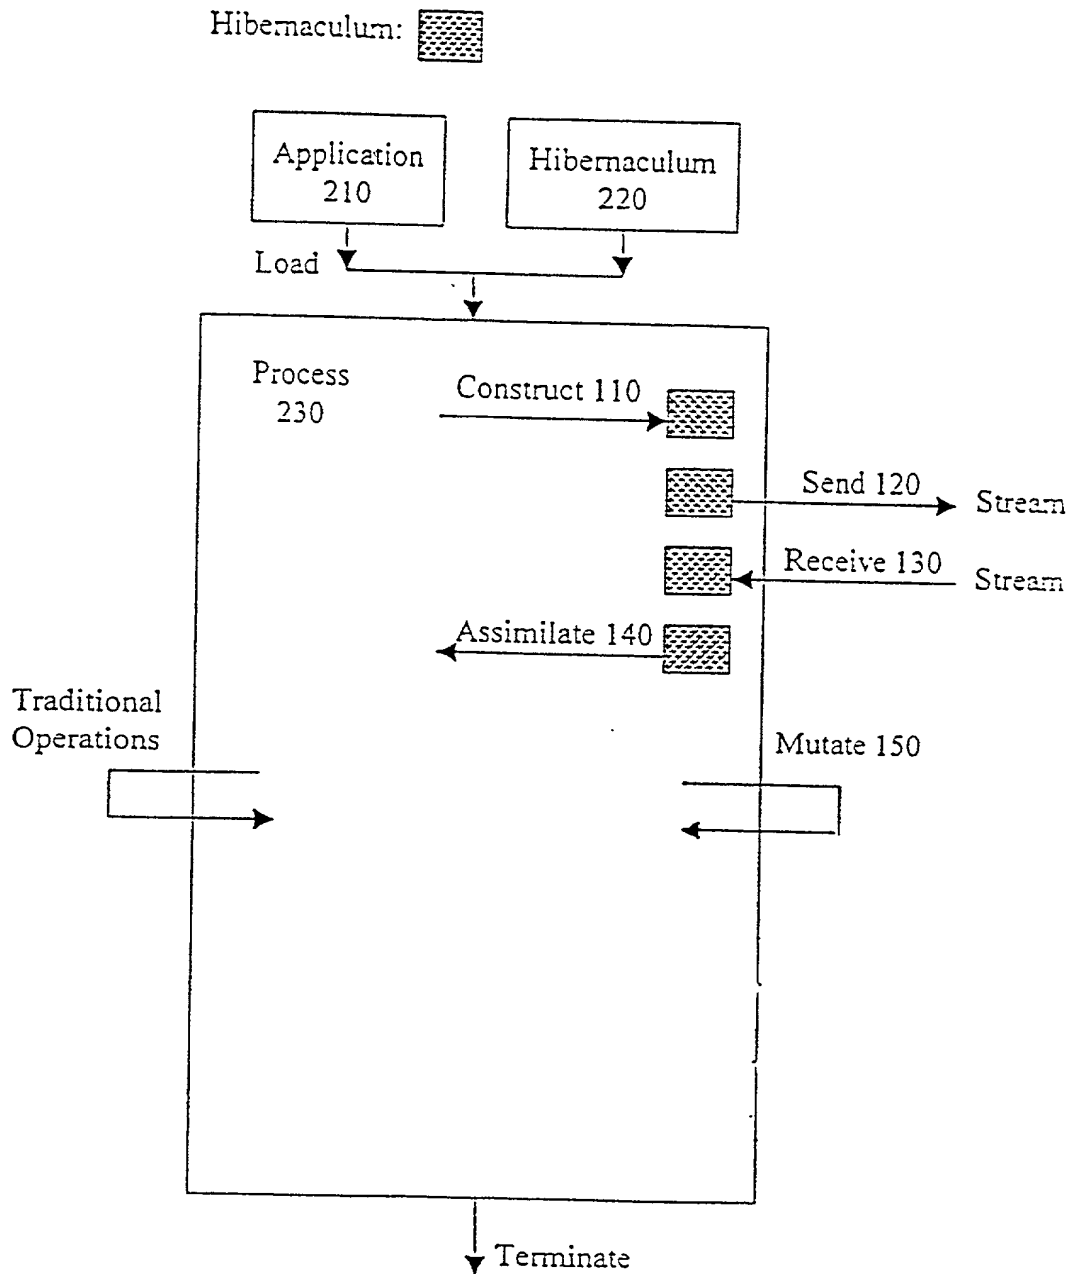 Hibernaculum:
Application
210
Hibernaculum
220
Load
Process
230
Construct 110
Send 120
Stream
Receive 130
Stream
Assimilate 140
Traditional
Operations
Mutate 150
Terminate